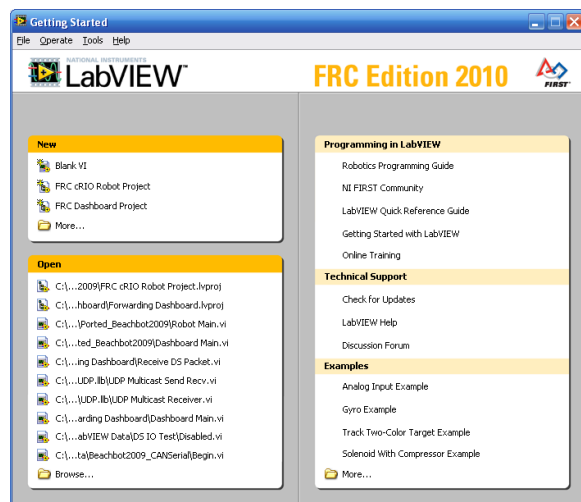 Getting Started
File Operate Tools Help
NATIONAL INSTRUMENTS
LabVIEW™
FRC Edition 2010
FIRST
New
Blank VI
FRC cRIO Robot Project
FRC Dashboard Project
More...
Open
C:\...2009\FRC cRIO Robot Project.lvproj
C:\...hboard\Forwarding Dashboard.lvproj
C:\...\Ported_Beachbot2009\Robot Main.vi
C:\...ted_Beachbot2009\Dashboard Main.vi
C:\...ing Dashboard\Receive DS Packet.vi
C:\...UDP.llb\UDP Multicast Send Recv.vi
C:\...\UDP.llb\UDP Multicast Receiver.vi
C:\...arding Dashboard\Dashboard Main.vi
C:\...abVIEW Data\DS IO Test\Disabled.vi
C:\...ta\Beachbot2009_CANSerial\Begin.vi
Browse...
Programming in LabVIEW
Robotics Programming Guide
NI FIRST Community
LabVIEW Quick Reference Guide
Getting Started with LabVIEW
Online Training
Technical Support
Check for Updates
LabVIEW Help
Discussion Forum
Examples
Analog Input Example
Gyro Example
Track Two-Color Target Example
Solenoid With Compressor Example
More...